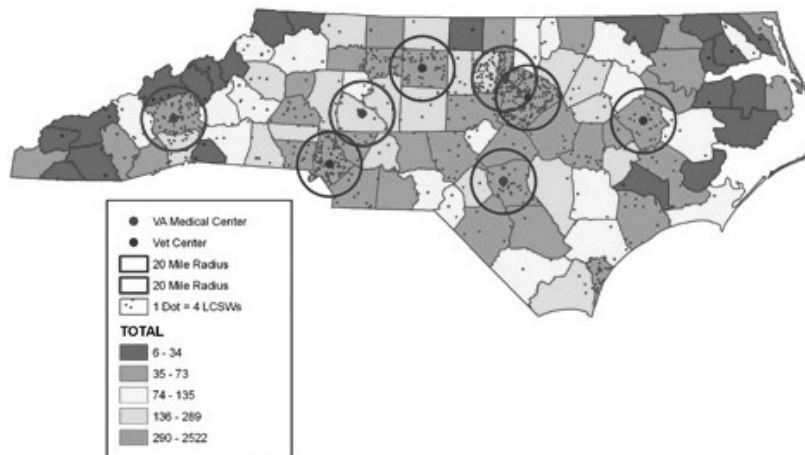 VA Medical Center
Vet Center
20 Mile Radius
20 Mile Radius
1 Dot = 4 LCSWs
TOTAL
6 - 34
35 - 73
74 - 135
136 - 289
290 - 2522